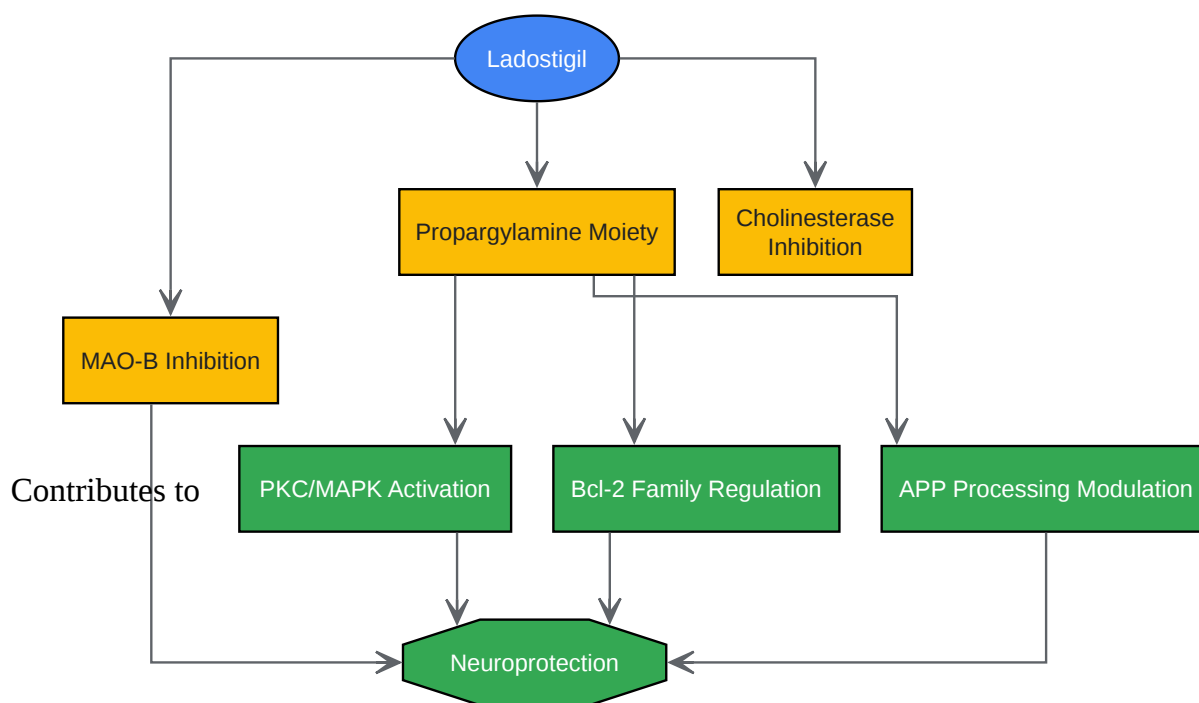 Ladostigil
Propargylamine Moiety
Cholinesterase
Inhibition
MAO-B Inhibition
Contributes to
PKC/MAPK Activation
Bcl-2 Family Regulation
APP Processing Modulation
Neuroprotection